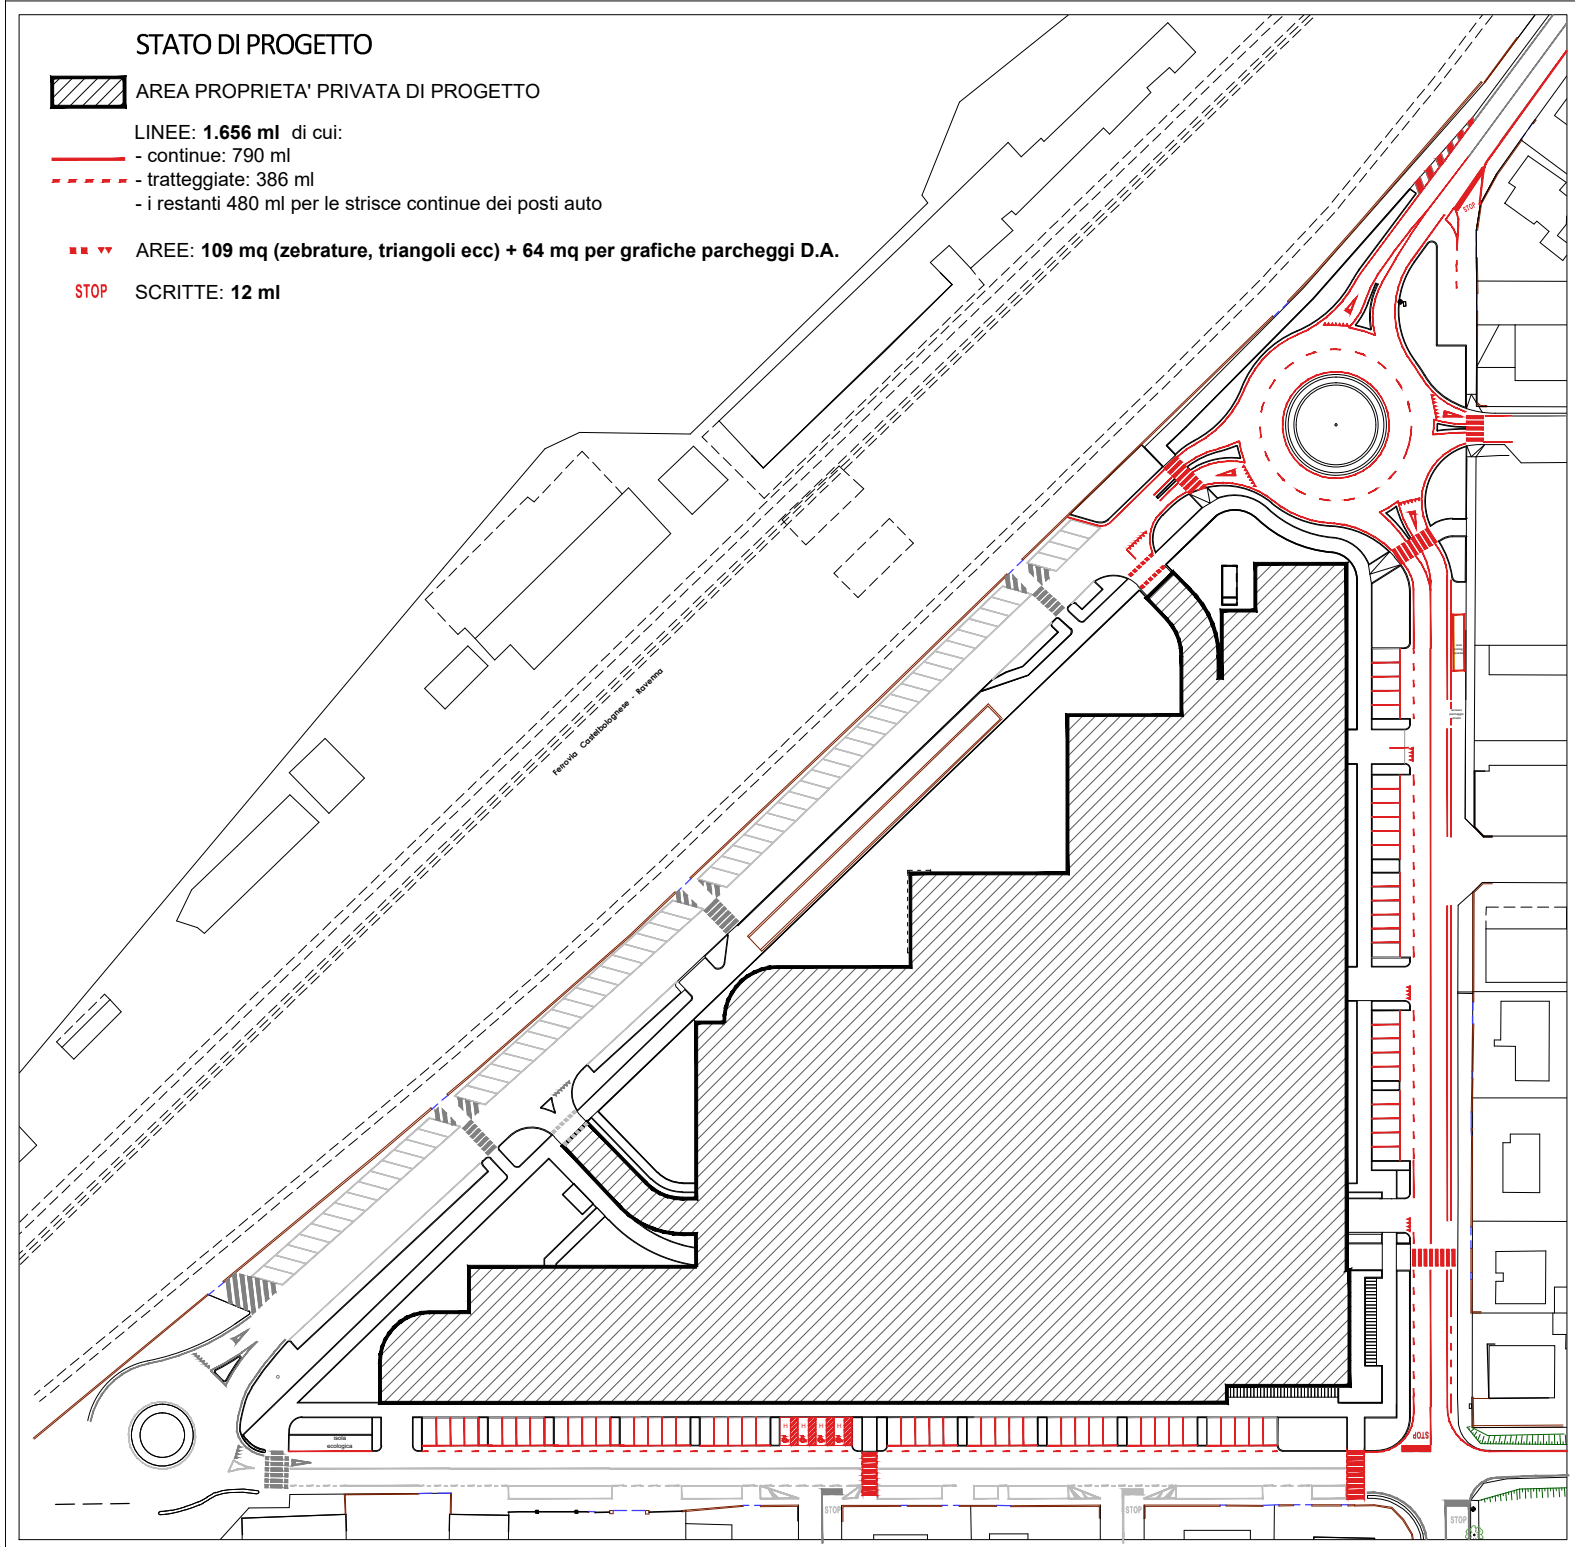 STATO DI PROGETTO
AREA PROPRIETA' PRIVATA DI PROGETTO
LINEE: 1.656 ml di cui:
- continue: 790 ml
- tratteggiate: 386 ml
- i restanti 480 ml per le strisce continue dei posti auto
AREE: 109 mq (zebrature, triangoli ecc) + 64 mq per grafiche parcheggi D.A.
STOP SCRITTE: 12 ml
STOP
Ferrovia Castelbolognese - Ravenna
isola
ecologica
H H H H
STOP
STOP
STOP
STOP